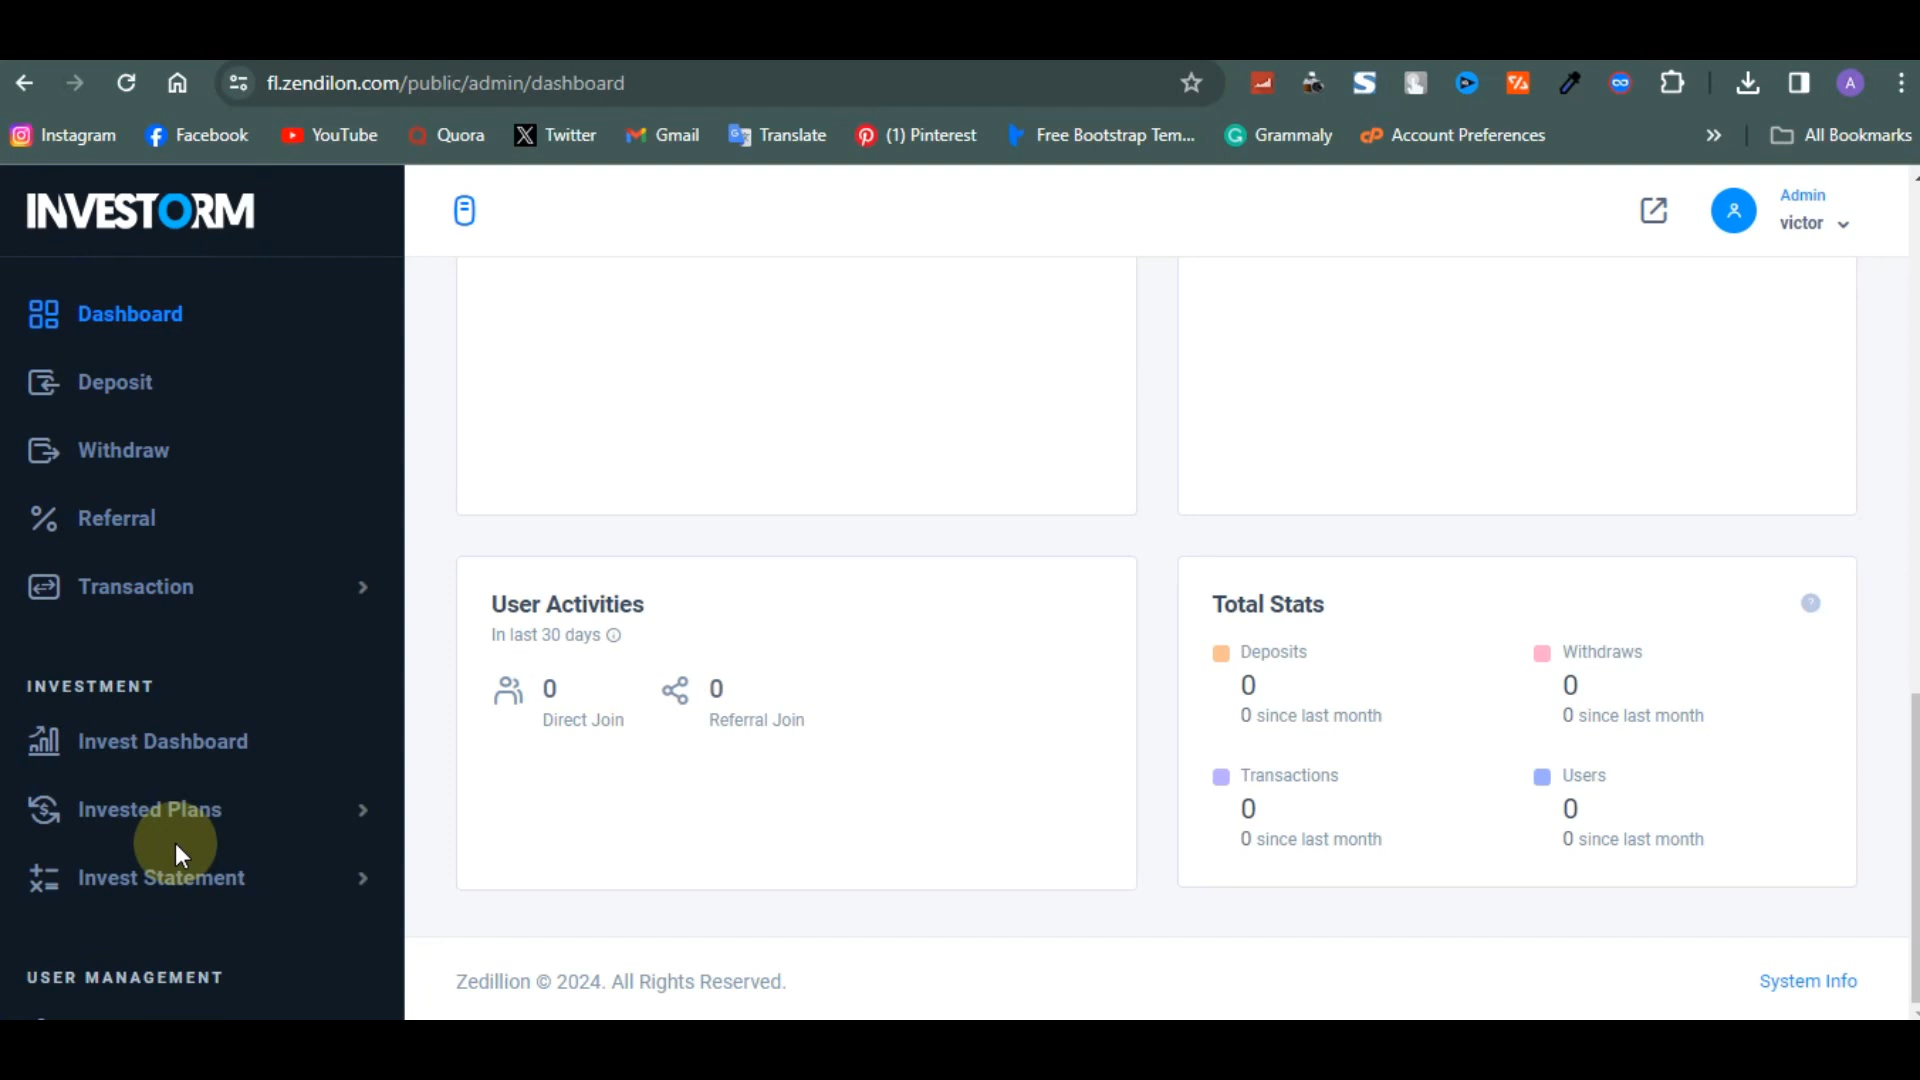 fl.zendilon.com/public/admin/dashboard
A
Instagram
Facebook
YouTube
Quora
Twitter
Gmail
Translate
(1) Pinterest
Free Bootstrap Tem...
Grammaly
Account Preferences
All Bookmarks
INVESTORM
Admin
victor
Dashboard
Deposit
Withdraw
Referral
Transaction
INVESTMENT
Invest Dashboard
Invested Plans
Invest Statement
USER MANAGEMENT
User Activities
In last 30 days
0
Direct Join
0
Referral Join
Total Stats
Deposits
0
0 since last month
Withdraws
0
0 since last month
Transactions
0
0 since last month
Users
0
0 since last month
Zedillion © 2024. All Rights Reserved.
System Info